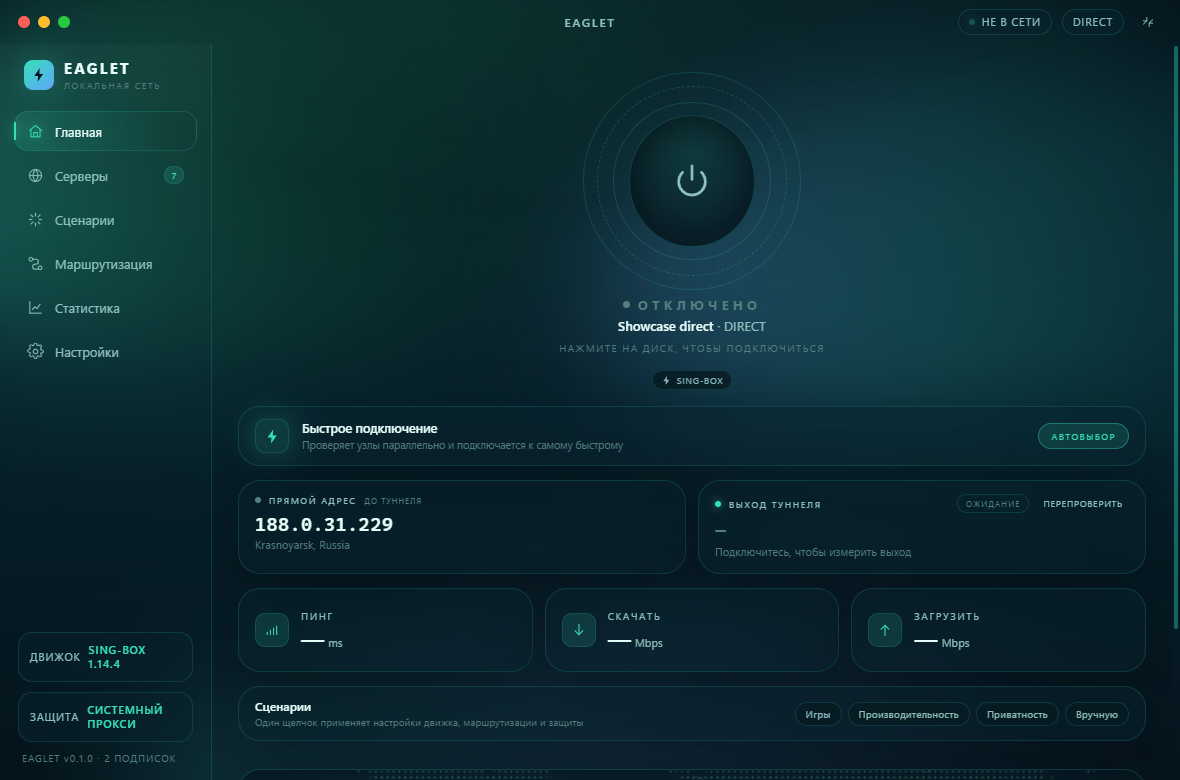 EAGLET
НЕ В СЕТИ
DIRECT
EAGLET
ЛОКАЛЬНАЯ СЕТЬ
Главная
Серверы 7
Сценарии
Маршрутизация
Статистика
Настройки
ОТКЛЮЧЕНО
Showcase direct · DIRECT
НАЖМИТЕ НА ДИСК, ЧТОБЫ ПОДКЛЮЧИТЬСЯ
SING-BOX
Быстрое подключение
Проверяет узлы параллельно и подключается к самому быстрому
АВТОВЫБОР
ПРЯМОЙ АДРЕС ДО ТУННЕЛЯ
188.0.31.229
Krasnoyarsk, Russia
ВЫХОД ТУННЕЛЯ ОЖИДАНИЕ ПЕРЕПРОВЕРИТЬ
—
Подключитесь, чтобы измерить выход
ПИНГ
— ms
СКАЧАТЬ
— Mbps
ЗАГРУЗИТЬ
— Mbps
Сценарии
Один щелчок применяет настройки движка, маршрутизации и защиты
Игры
Производительность
Приватность
Вручную
ДВИЖОК SING-BOX
1.14.4
ЗАЩИТА СИСТЕМНЫЙ
ПРОКСИ
EAGLET v0.1.0 · 2 ПОДПИСОК